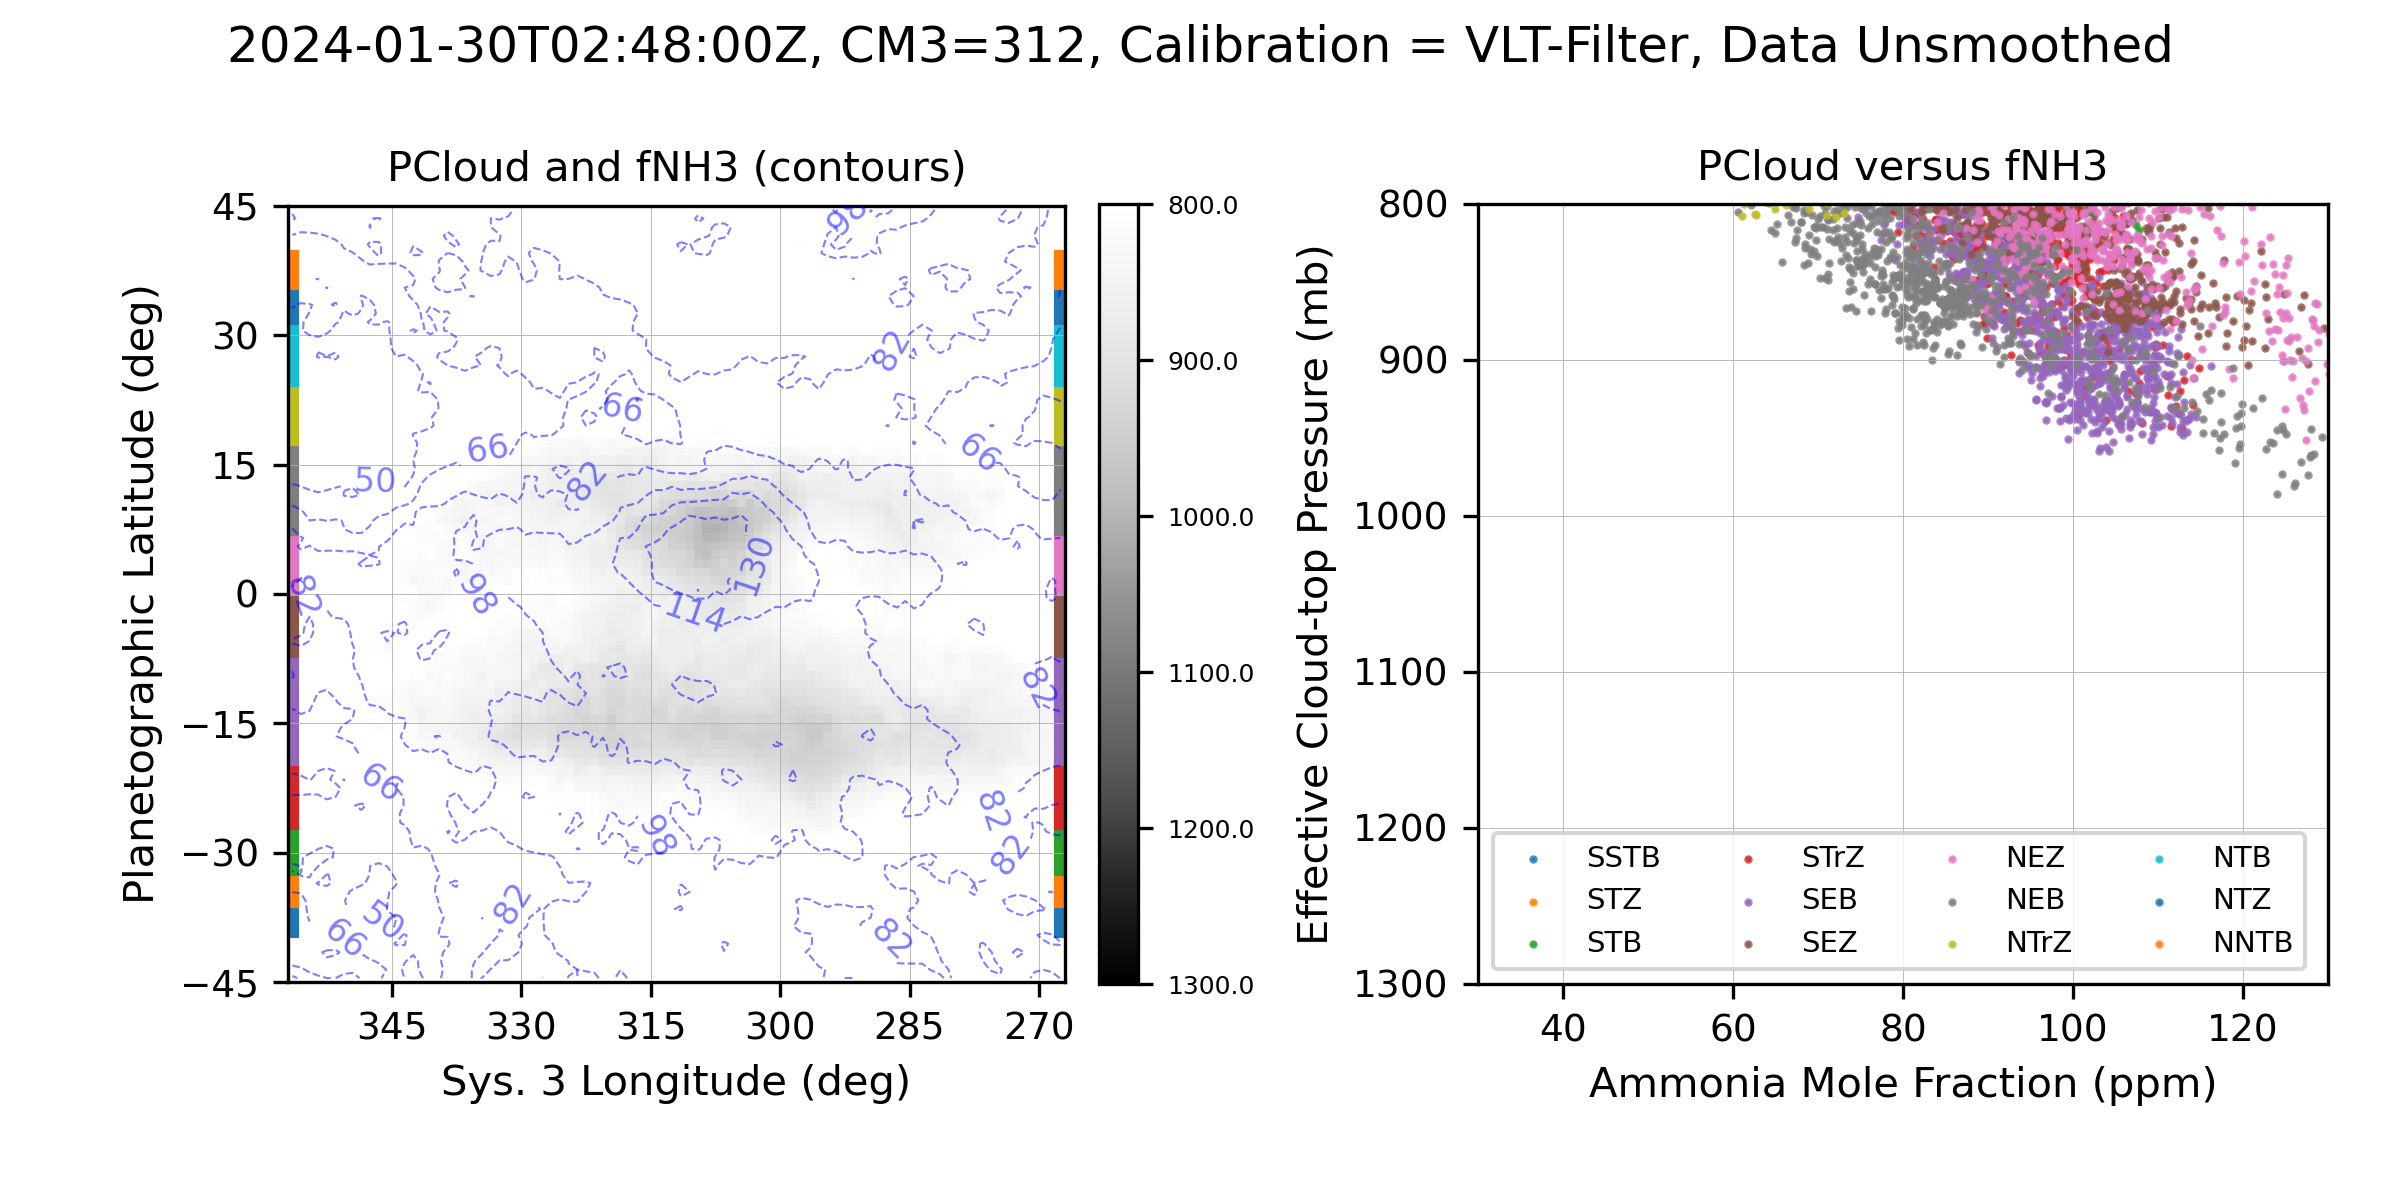 2024-01-30T02:48:00Z, CM3=312, Calibration = VLT-Filter, Data Unsmoothed
PCloud and fNH3 (contours)
Planetographic Latitude (deg)
45
30
15
0
−15
−30
−45
345
330
315
300
285
270
Sys. 3 Longitude (deg)
98
82
66
66
66
82
50
130
98
82
114
82
66
82
98
82
82
50
66
82
800.0
900.0
1000.0
1100.0
1200.0
1300.0
PCloud versus fNH3
Effective Cloud-top Pressure (mb)
800
900
1000
1100
1200
1300
SSTB
STZ
STB
STrZ
SEB
SEZ
NEZ
NEB
NTrZ
NTB
NTZ
NNTB
40
60
80
100
120
Ammonia Mole Fraction (ppm)